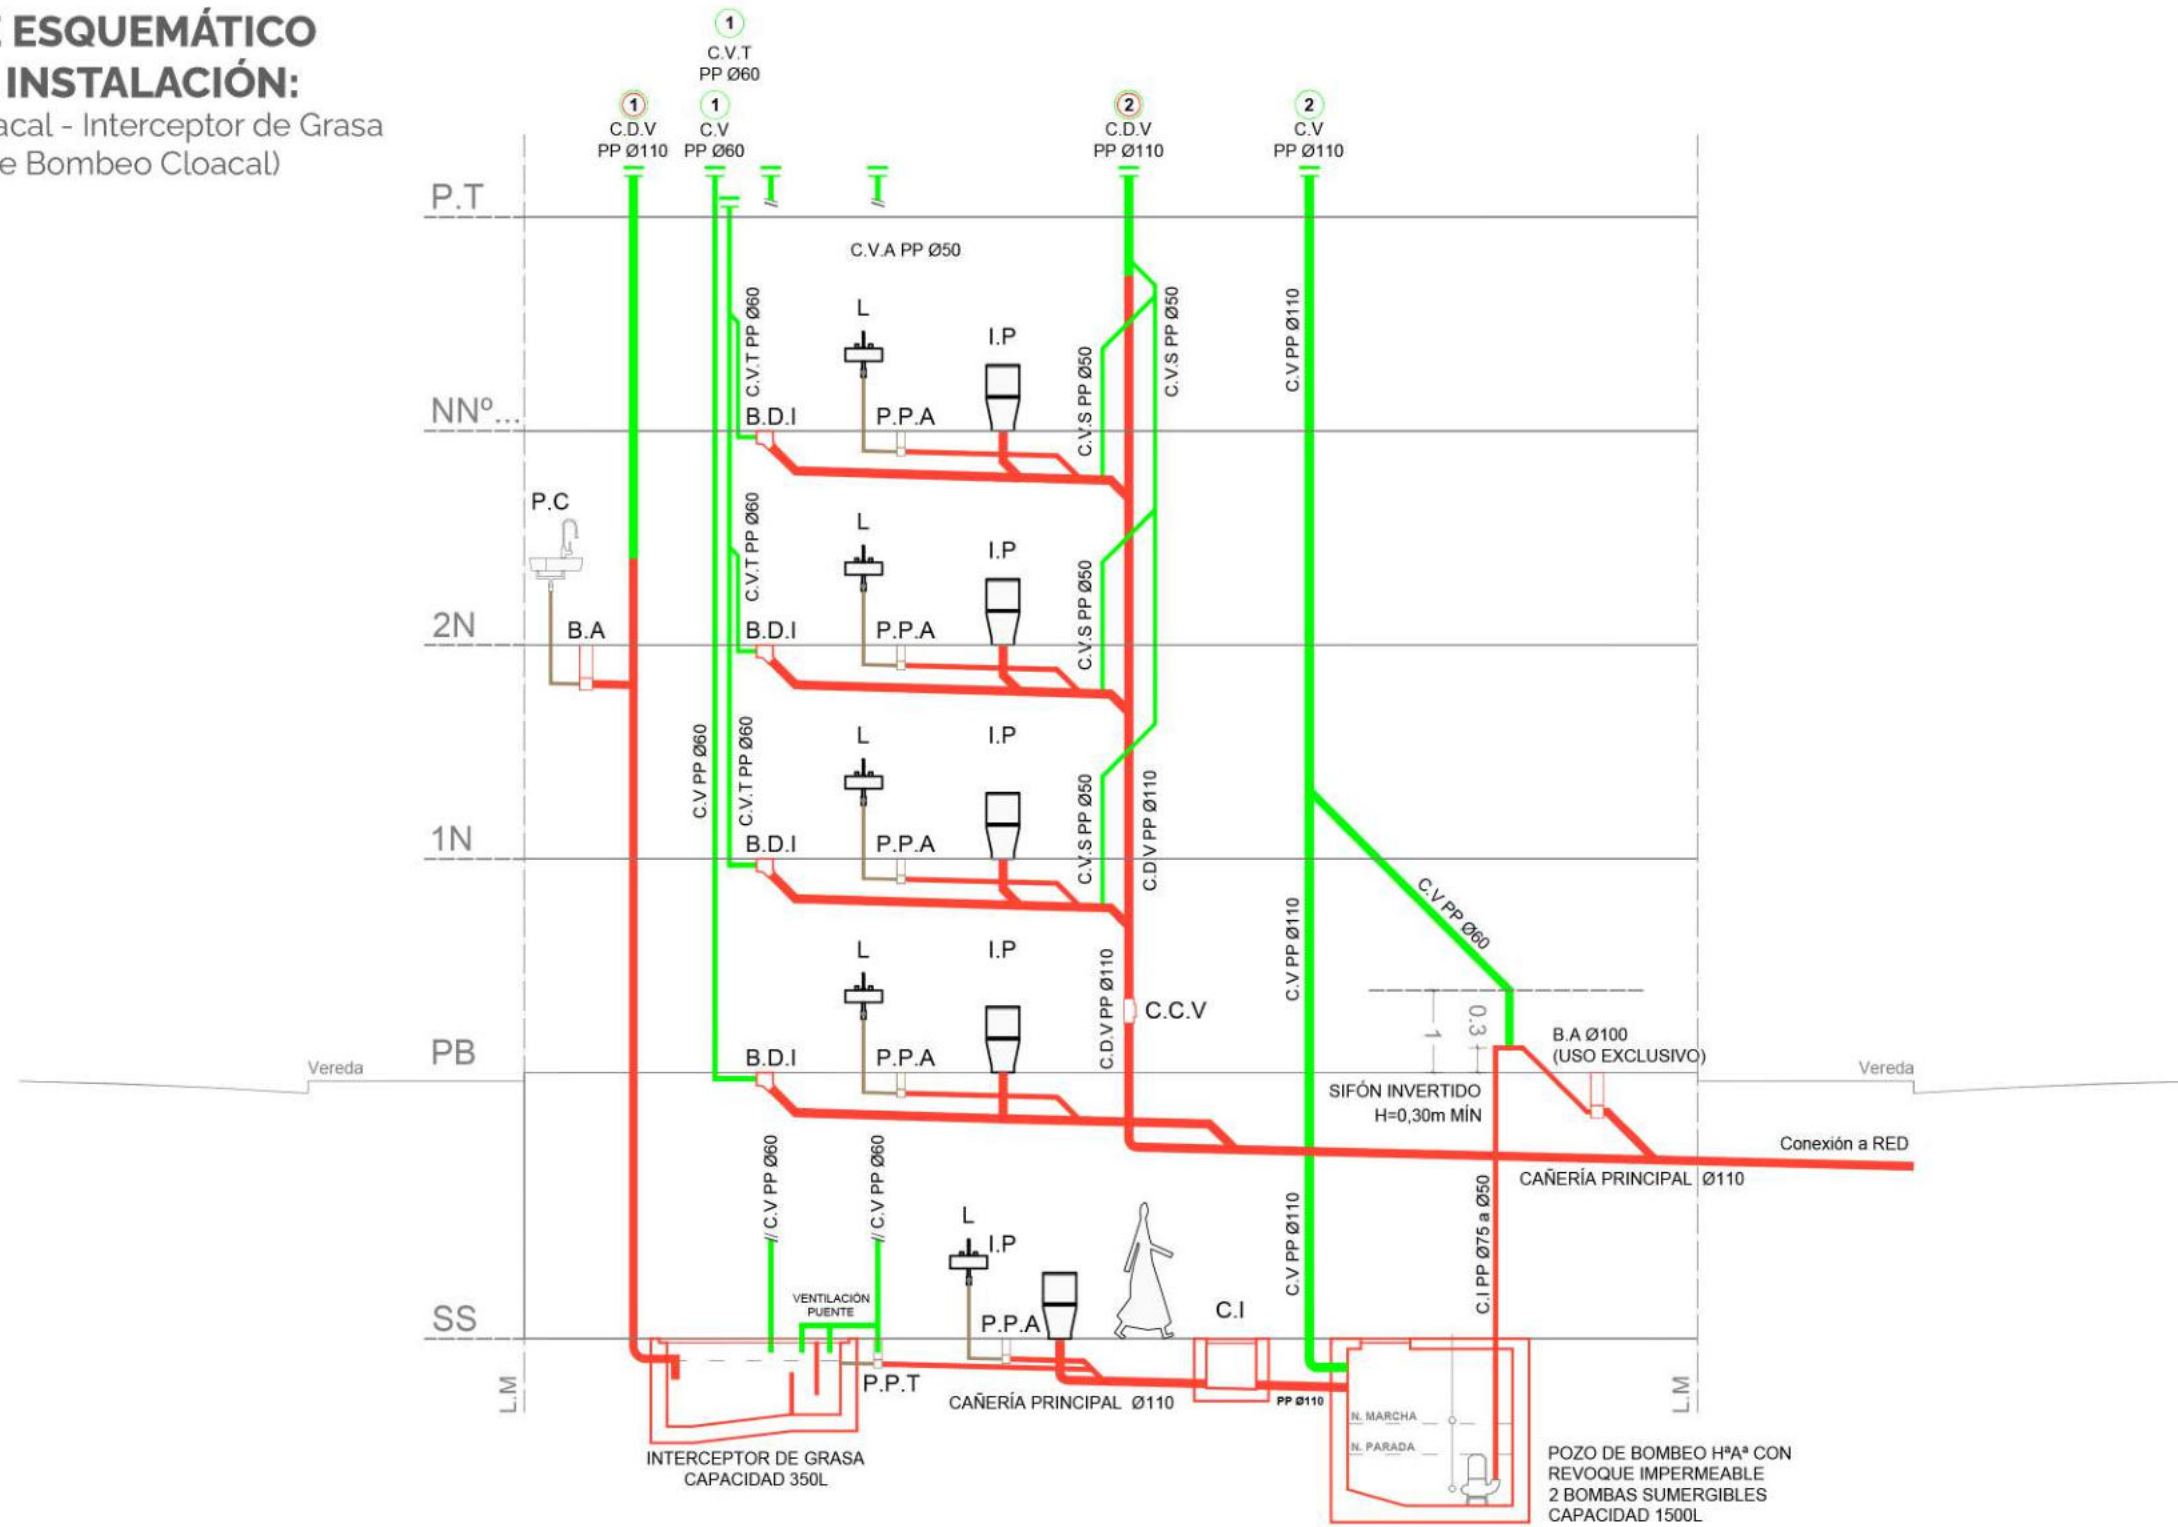 E ESQUEMÁTICO
INSTALACIÓN:
acal - Interceptor de Grasa
e Bombeo Cloacal)
1
C.V.T
PP Ø60
1
C.D.V
PP Ø110
1
C.V
PP Ø60
2
C.D.V
PP Ø110
2
C.V
PP Ø110
P.T
C.V.A PP Ø50
C.V.T PP Ø60
L
I.P
C.V.S PP Ø50
C.V.S PP Ø50
C.V PP Ø110
NNº...
B.D.I
P.P.A
P.C
C.V.T PP Ø60
L
I.P
C.V.S PP Ø50
2N
B.A
B.D.I
P.P.A
C.V PP Ø60
C.V.T PP Ø60
L
I.P
C.V.S PP Ø50
C.D.V PP Ø110
1N
B.D.I
P.P.A
C.V PP Ø60
L
I.P
C.D.V PP Ø110
C.C.V
C.V PP Ø110
1
0.3
B.A Ø100
(USO EXCLUSIVO)
PB
B.D.I
P.P.A
Vereda
Vereda
SIFÓN INVERTIDO
H=0,30m MÍN
Conexión a RED
CAÑERÍA PRINCIPAL Ø110
// C.V PP Ø60
// C.V PP Ø60
C.V PP Ø110
C.I PP Ø75 a Ø50
L
I.P
VENTILACIÓN
PUENTE
SS
P.P.A
C.I
P.P.T
L.M
L.M
CAÑERÍA PRINCIPAL Ø110
PP Ø110
N. MARCHA
N. PARADA
INTERCEPTOR DE GRASA
CAPACIDAD 350L
POZO DE BOMBEO HªAª CON
REVOQUE IMPERMEABLE
2 BOMBAS SUMERGIBLES
CAPACIDAD 1500L